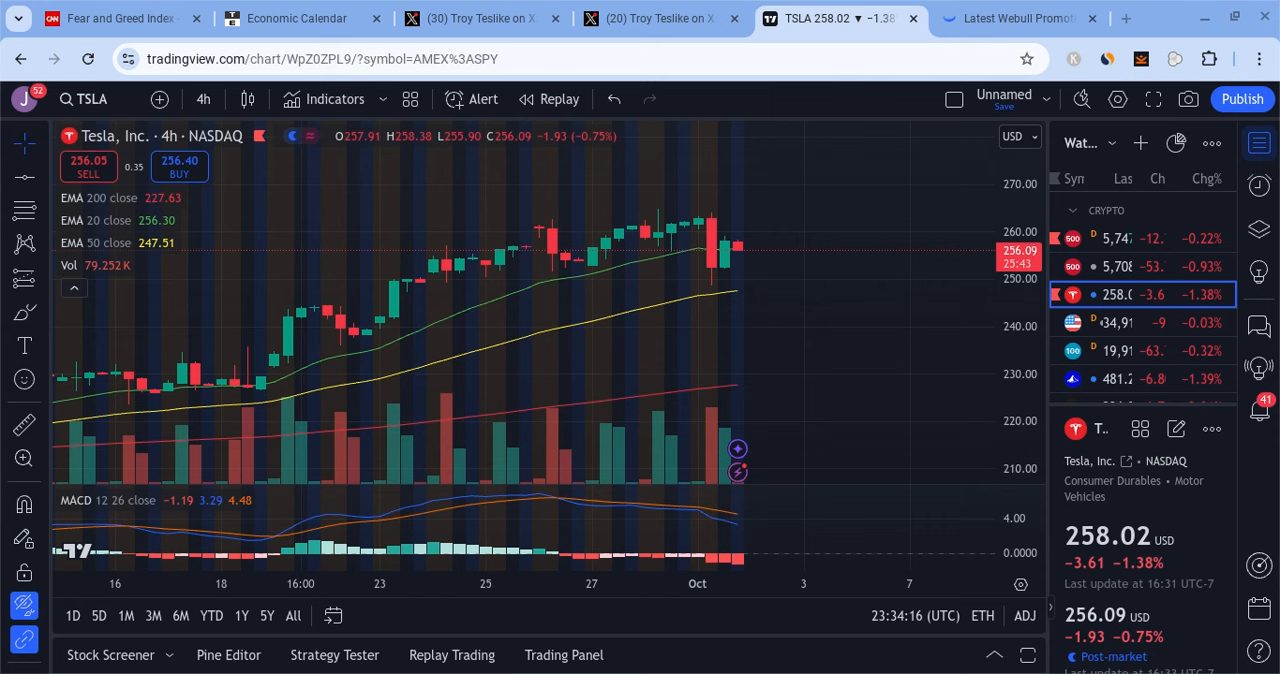 Fear and Greed Index
Economic Calendar
(30) Troy Teslike on X
(20) Troy Teslike on X
TSLA 258.02 ▼ −1.38
Latest Webull Promot
tradingview.com/chart/WpZ0ZPL9/?symbol=AMEX%3ASPY
J 52
TSLA
4h
Indicators
Alert
Replay
Unnamed
Save
Publish
Tesla, Inc. · 4h · NASDAQ
O257.91 H258.38 L255.90 C256.09 −1.93 (−0.75%)
USD
256.05
SELL
0.35
256.40
BUY
EMA 200 close 227.63
EMA 20 close 256.30
EMA 50 close 247.51
Vol 79.252 K
270.00
260.00
256.09
25:43
250.00
240.00
230.00
220.00
210.00
MACD 12 26 close −1.19 3.29 4.48
4.00
0.0000
16 18 16:00 23 25 27 Oct 3 7
1D 5D 1M 3M 6M YTD 1Y 5Y All
23:34:16 (UTC) ETH ADJ
Stock Screener
Pine Editor
Strategy Tester
Replay Trading
Trading Panel
Wat...
Syn Las Ch Chg%
CRYPTO
500 D 5,747 −12. −0.22%
500 5,708 −53. −0.93%
258.0 −3.6 −1.38%
D 34,91 −9 −0.03%
100 D 19,91 −63. −0.32%
481.2 −6.8 −1.39%
T..
Tesla, Inc. • NASDAQ
Consumer Durables • Motor
Vehicles
258.02 USD
−3.61 −1.38%
Last update at 16:31 UTC-7
256.09 USD
−1.93 −0.75%
Post-market
41